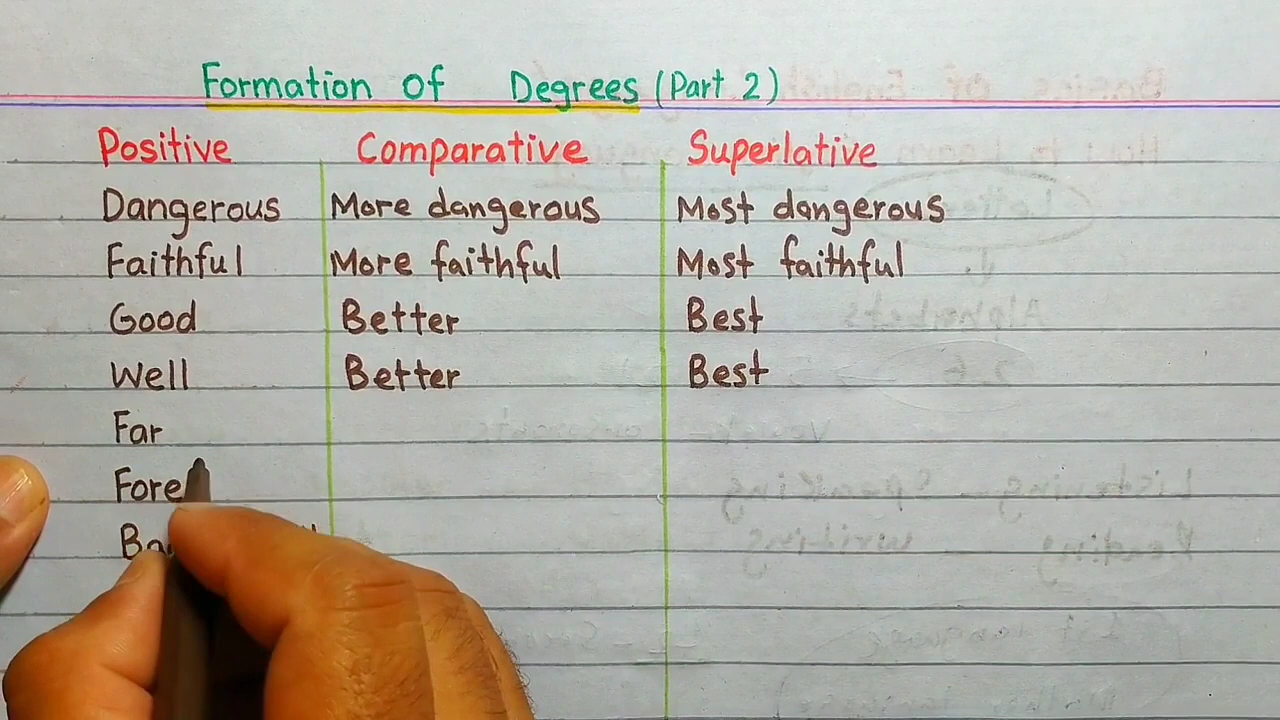 Formation of Degrees (Part 2)
Positive Comparative Superlative
Dangerous More dangerous Most dangerous
Faithful More faithful Most faithful
Good Better Best
Well Better Best
Far
Fore